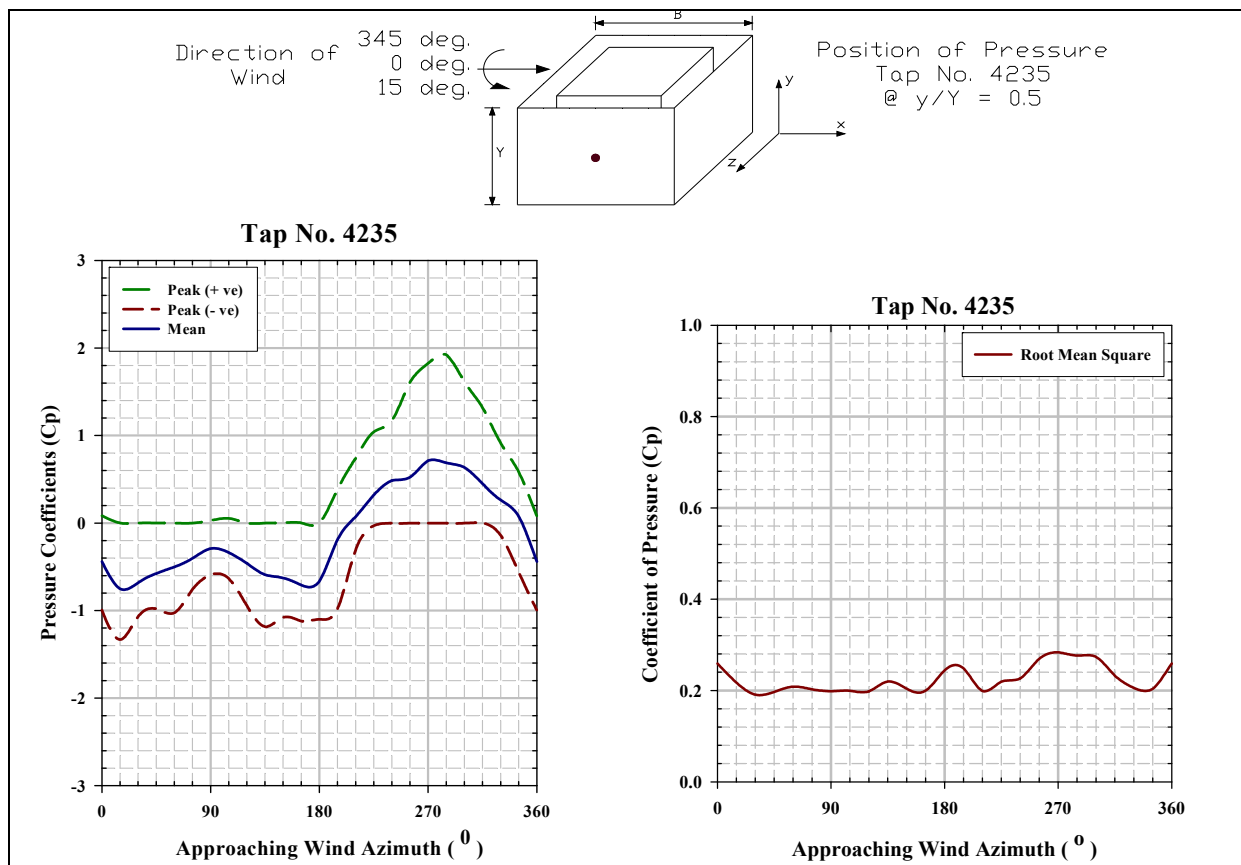 Direction of Wind
345 deg.
0 deg.
15 deg.
B
Y
y
x
z
Position of Pressure
Tap No. 4235
@ y/Y = 0.5
Tap No. 4235
Pressure Coefficients (Cp)
3
2
1
0
-1
-2
-3
Peak (+ ve)
Peak (- ve)
Mean
0
90
180
270
360
Approaching Wind Azimuth ( 0 )
Tap No. 4235
Coefficient of Pressure (Cp)
1.0
0.8
0.6
0.4
0.2
0.0
Root Mean Square
0
90
180
270
360
Approaching Wind Azimuth ( o )